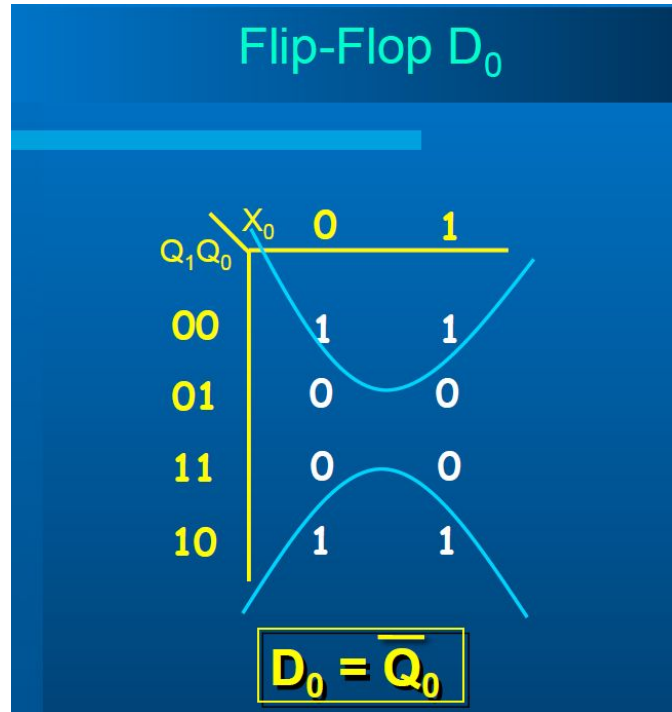 Flip-Flop D₀
X₀ 0 1
Q₁Q₀
00 1 1
01 0 0
11 0 0
10 1 1
D₀ = Q̅₀